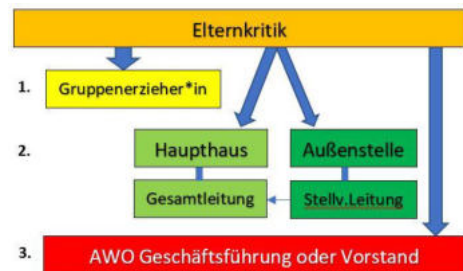 Elternkritik
1. Gruppenerzieher*in
2. Haupthaus Außenstelle
Gesamtleitung Stellv.Leitung
3. AWO Geschäftsführung oder Vorstand